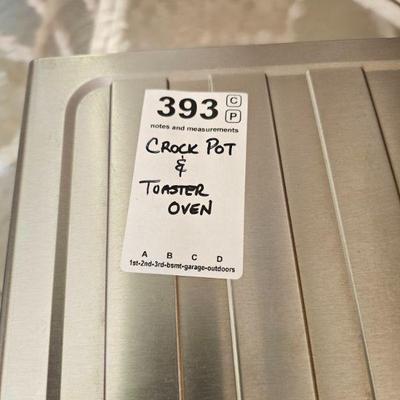 393 C
P
notes and measurements
CROCK POT
&
TOASTER
OVEN
A B C D
1st-2nd-3rd-bsmt-garage-outdoors